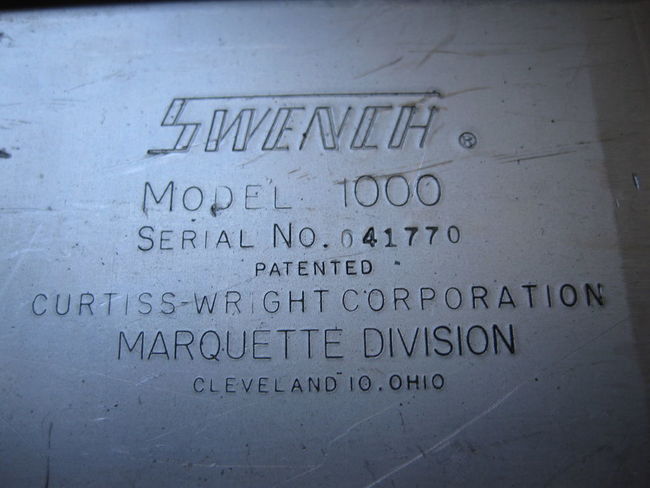 SWENCH ®
MODEL 1000
SERIAL NO. 041770
PATENTED
CURTISS-WRIGHT CORPORATION
MARQUETTE DIVISION
CLEVELAND 10. OHIO